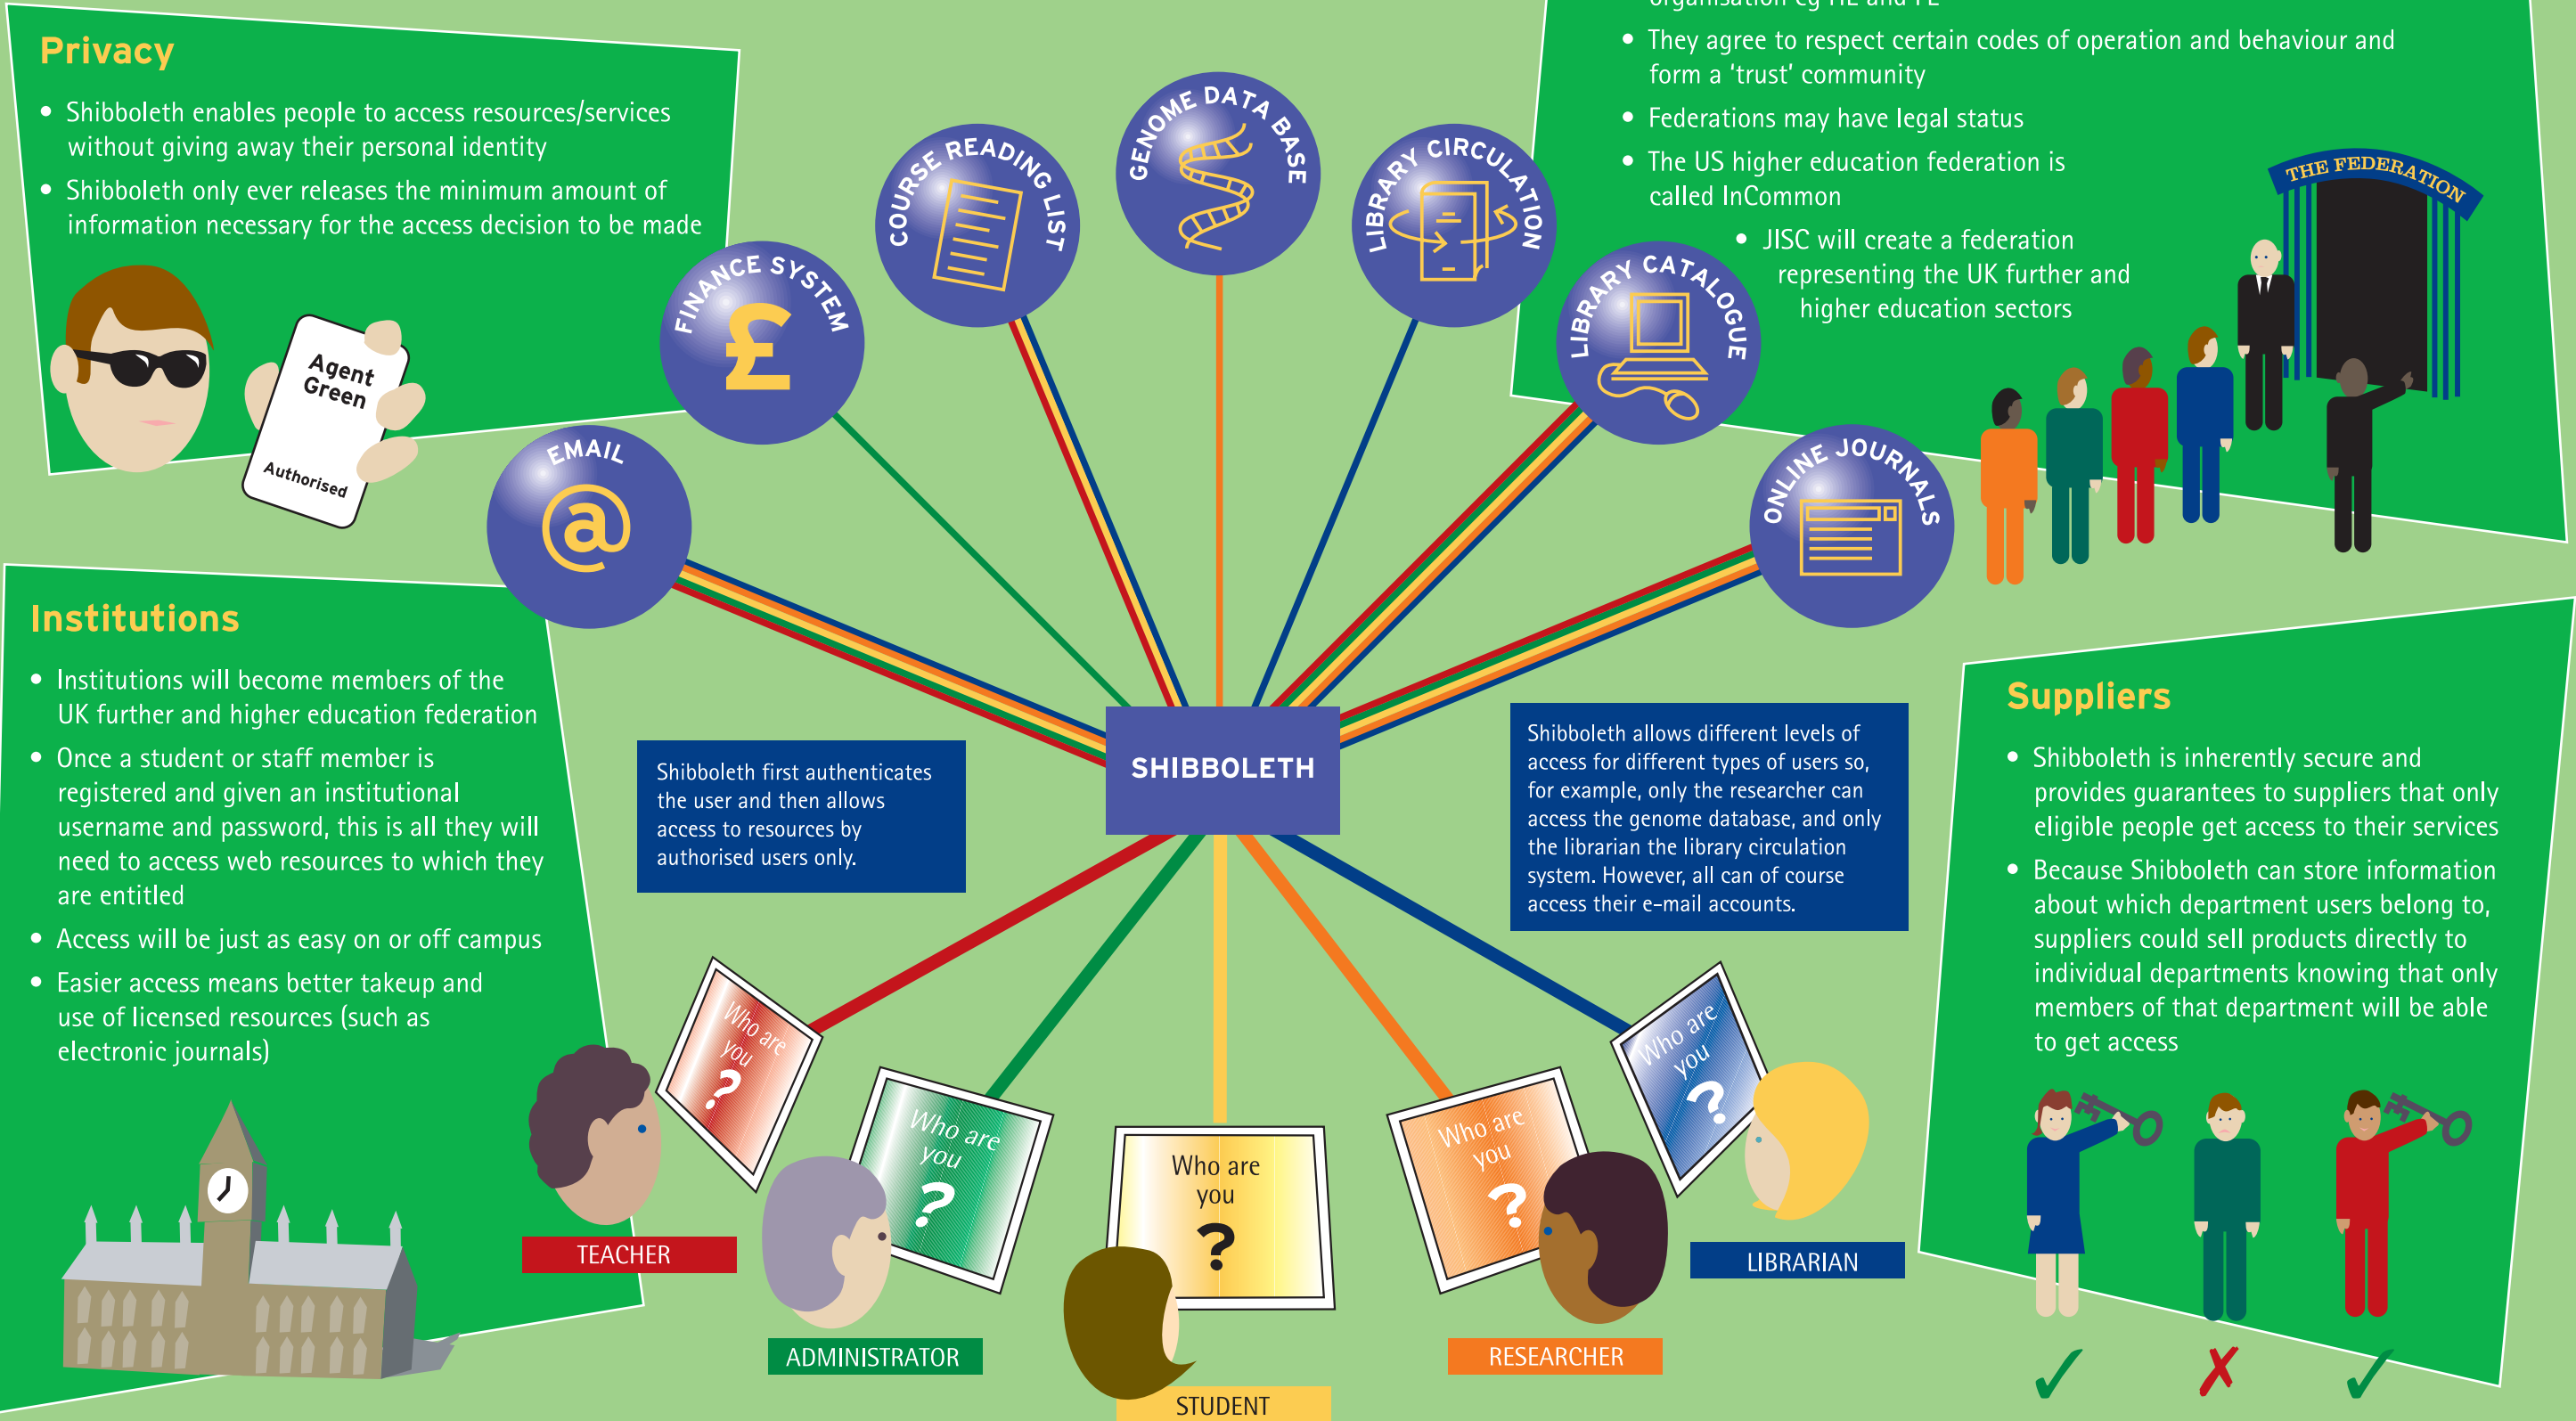 Privacy
• Shibboleth enables people to access resources/services
without giving away their personal identity
• Shibboleth only ever releases the minimum amount of
information necessary for the access decision to be made
Agent
Green
Authorised
organisation eg HE and FE
• They agree to respect certain codes of operation and behaviour and
form a ‘trust’ community
• Federations may have legal status
• The US higher education federation is
called InCommon
• JISC will create a federation
representing the UK further and
higher education sectors
THE FEDERATION
EMAIL
@
FINANCE SYSTEM
£
COURSE READING LIST
GENOME DATA BASE
LIBRARY CIRCULATION
LIBRARY CATALOGUE
ONLINE JOURNALS
Institutions
• Institutions will become members of the
UK further and higher education federation
• Once a student or staff member is
registered and given an institutional
username and password, this is all they will
need to access web resources to which they
are entitled
• Access will be just as easy on or off campus
• Easier access means better takeup and
use of licensed resources (such as
electronic journals)
Shibboleth first authenticates
the user and then allows
access to resources by
authorised users only.
SHIBBOLETH
Shibboleth allows different levels of
access for different types of users so,
for example, only the researcher can
access the genome database, and only
the librarian the library circulation
system. However, all can of course
access their e-mail accounts.
Suppliers
• Shibboleth is inherently secure and
provides guarantees to suppliers that only
eligible people get access to their services
• Because Shibboleth can store information
about which department users belong to,
suppliers could sell products directly to
individual departments knowing that only
members of that department will be able
to get access
Who are
you
?
TEACHER
Who are
you
?
ADMINISTRATOR
Who are
you
?
STUDENT
Who are
you
?
RESEARCHER
Who are
you
?
LIBRARIAN